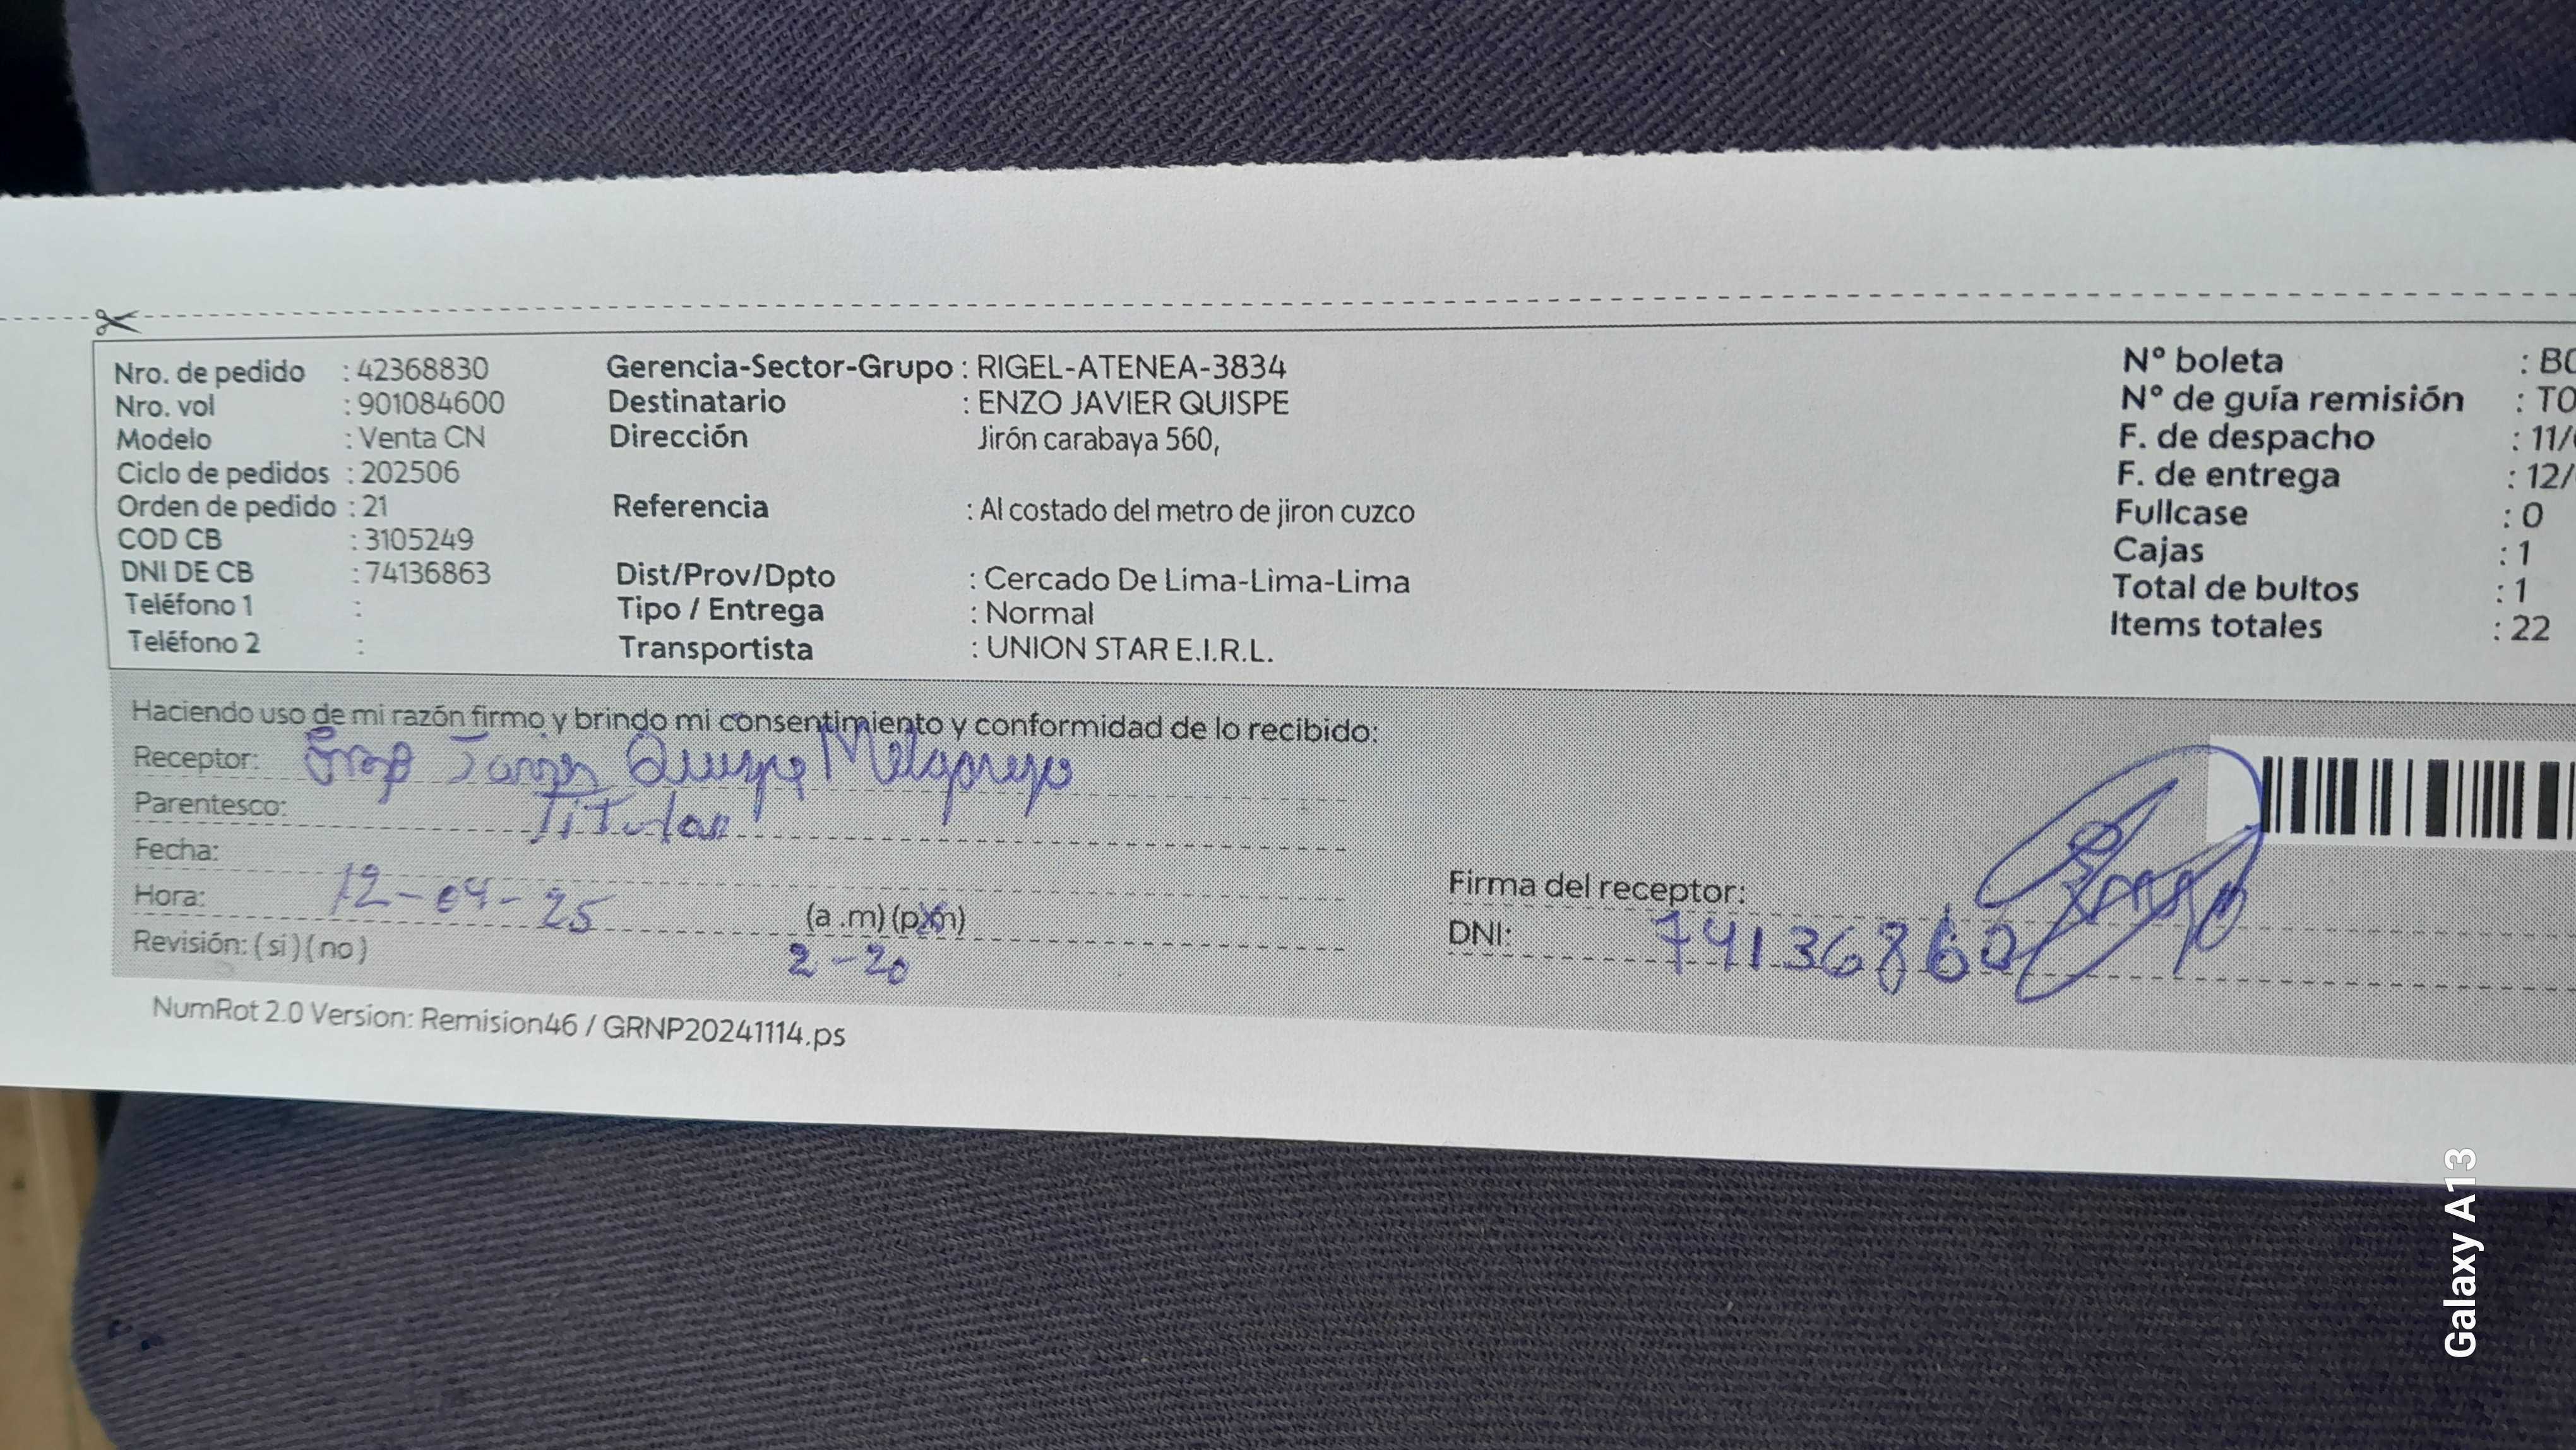 Nro. de pedido : 42368830
Nro. vol : 901084600
Modelo : Venta CN
Ciclo de pedidos : 202506
Orden de pedido : 21
COD CB : 3105249
DNI DE CB : 74136863
Teléfono 1 :
Teléfono 2 :
Gerencia-Sector-Grupo : RIGEL-ATENEA-3834
Destinatario : ENZO JAVIER QUISPE
Dirección Jirón carabaya 560,
Referencia : Al costado del metro de jiron cuzco
Dist/Prov/Dpto : Cercado De Lima-Lima-Lima
Tipo / Entrega : Normal
Transportista : UNION STAR E.I.R.L.
N° boleta : B0
N° de guía remisión : T0
F. de despacho : 11/
F. de entrega : 12/
Fullcase : 0
Cajas : 1
Total de bultos : 1
Items totales : 22
Haciendo uso de mi razón firmo y brindo mi consentimiento y conformidad de lo recibido:
Receptor: Quispe Melgarejo
Parentesco: Titular
Fecha:
12-04-25
Hora: (a .m) (p.m)
2-20
Revisión: (si) (no)
Firma del receptor:
DNI: 74136860
NumRot 2.0 Version: Remision46 / GRNP20241114.ps
Galaxy A13